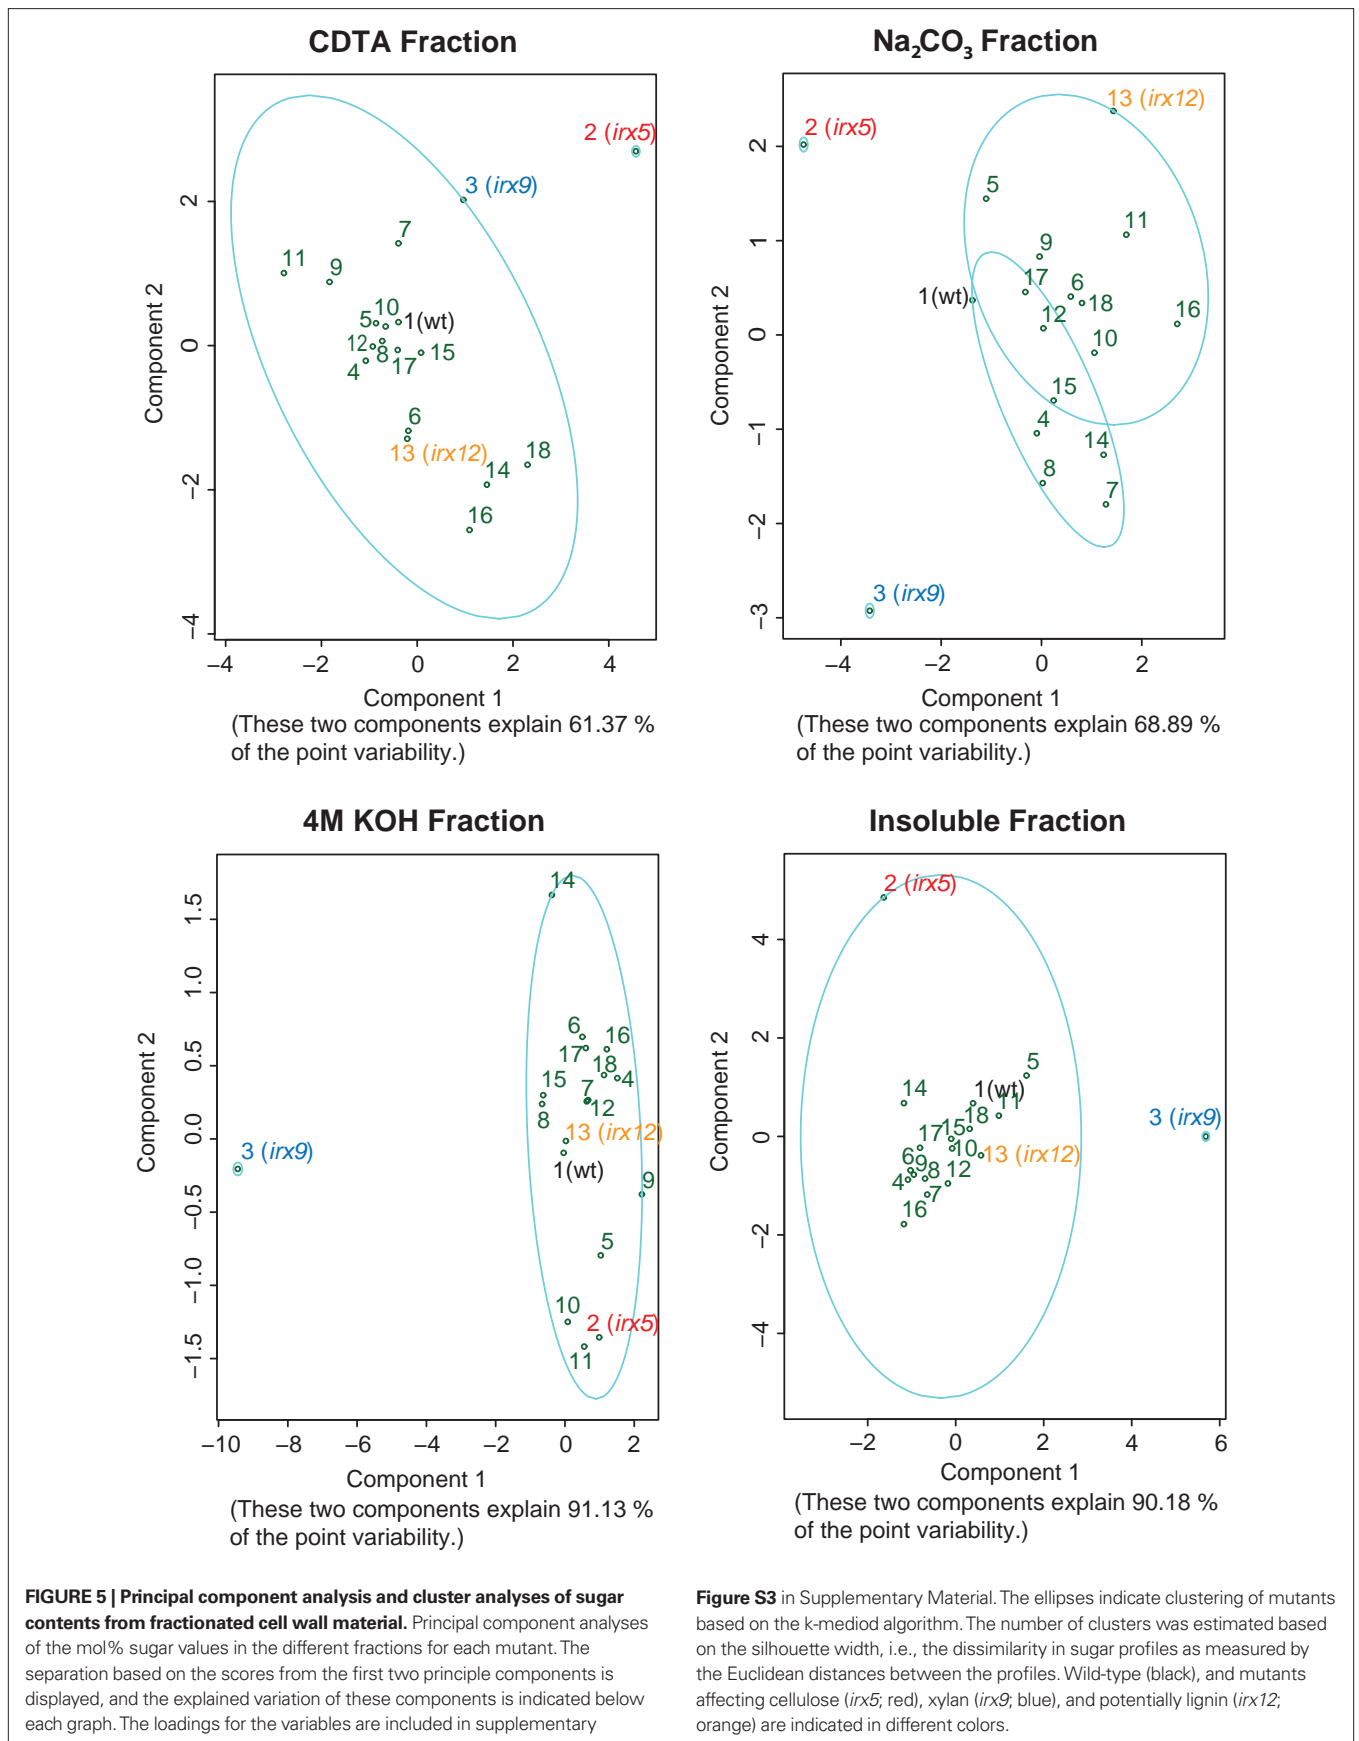 CDTA Fraction
2 (irx5)
3 (irx9)
7
11
9
5
10
1(wt)
12
8
17
15
4
6
13 (irx12)
18
14
16
Component 2
2
0
−2
−4
−4
−2
0
2
4
Component 1
(These two components explain 61.37 %
of the point variability.)
Na2CO3 Fraction
13 (irx12)
2 (irx5)
5
11
9
17
6
1(wt)
18
12
16
10
15
4
14
8
7
3 (irx9)
Component 2
2
1
0
−1
−2
−3
−4
−2
0
2
Component 1
(These two components explain 68.89 %
of the point variability.)
4M KOH Fraction
14
6
16
17
18
4
15
7
8
12
13 (irx12)
3 (irx9)
1(wt)
9
5
10
2 (irx5)
11
Component 2
1.5
1.0
0.5
0.0
−0.5
−1.0
−1.5
−10
−8
−6
−4
−2
0
2
Component 1
(These two components explain 91.13 %
of the point variability.)
Insoluble Fraction
2 (irx5)
5
14
1(wt)
11
18
3 (irx9)
15
17
10
13 (irx12)
6
9
8
12
4
7
16
Component 2
4
2
0
−2
−4
−2
0
2
4
6
Component 1
(These two components explain 90.18 %
of the point variability.)
FIGURE 5 | Principal component analysis and cluster analyses of sugar
contents from fractionated cell wall material. Principal component analyses
of the mol% sugar values in the different fractions for each mutant. The
separation based on the scores from the first two principle components is
displayed, and the explained variation of these components is indicated below
each graph. The loadings for the variables are included in supplementary
Figure S3 in Supplementary Material. The ellipses indicate clustering of mutants
based on the k-mediod algorithm. The number of clusters was estimated based
on the silhouette width, i.e., the dissimilarity in sugar profiles as measured by
the Euclidean distances between the profiles. Wild-type (black), and mutants
affecting cellulose (irx5; red), xylan (irx9; blue), and potentially lignin (irx12;
orange) are indicated in different colors.